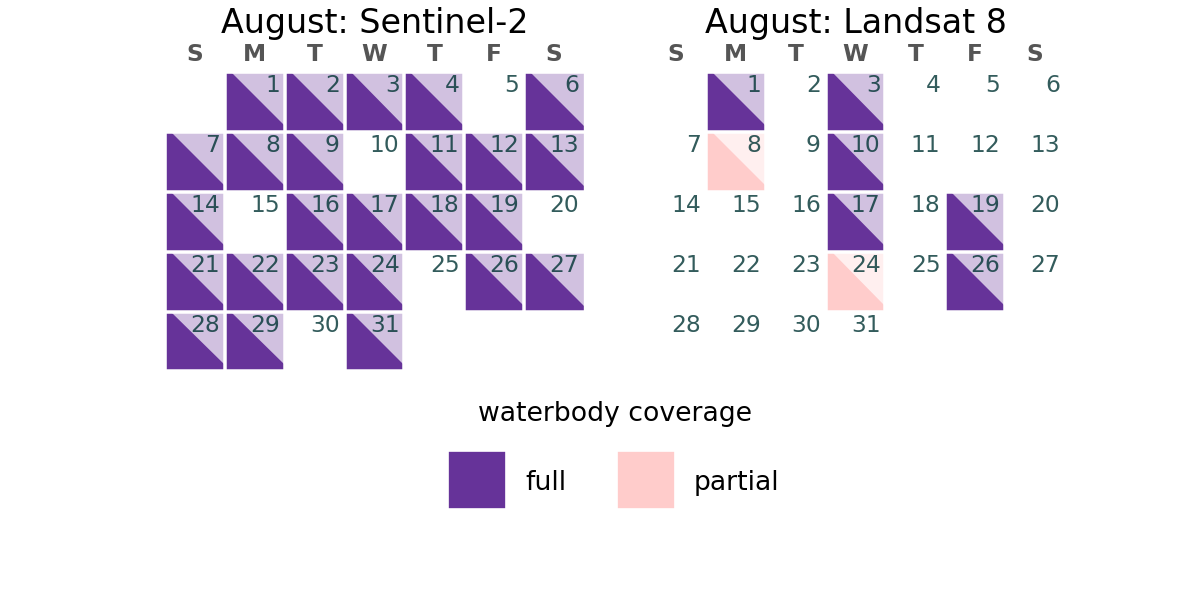 August: Sentinel-2
S M T W T F S
1 2 3 4 5 6
7 8 9 10 11 12 13
14 15 16 17 18 19 20
21 22 23 24 25 26 27
28 29 30 31
August: Landsat 8
S M T W T F S
1 2 3 4 5 6
7 8 9 10 11 12 13
14 15 16 17 18 19 20
21 22 23 24 25 26 27
28 29 30 31
waterbody coverage
full partial